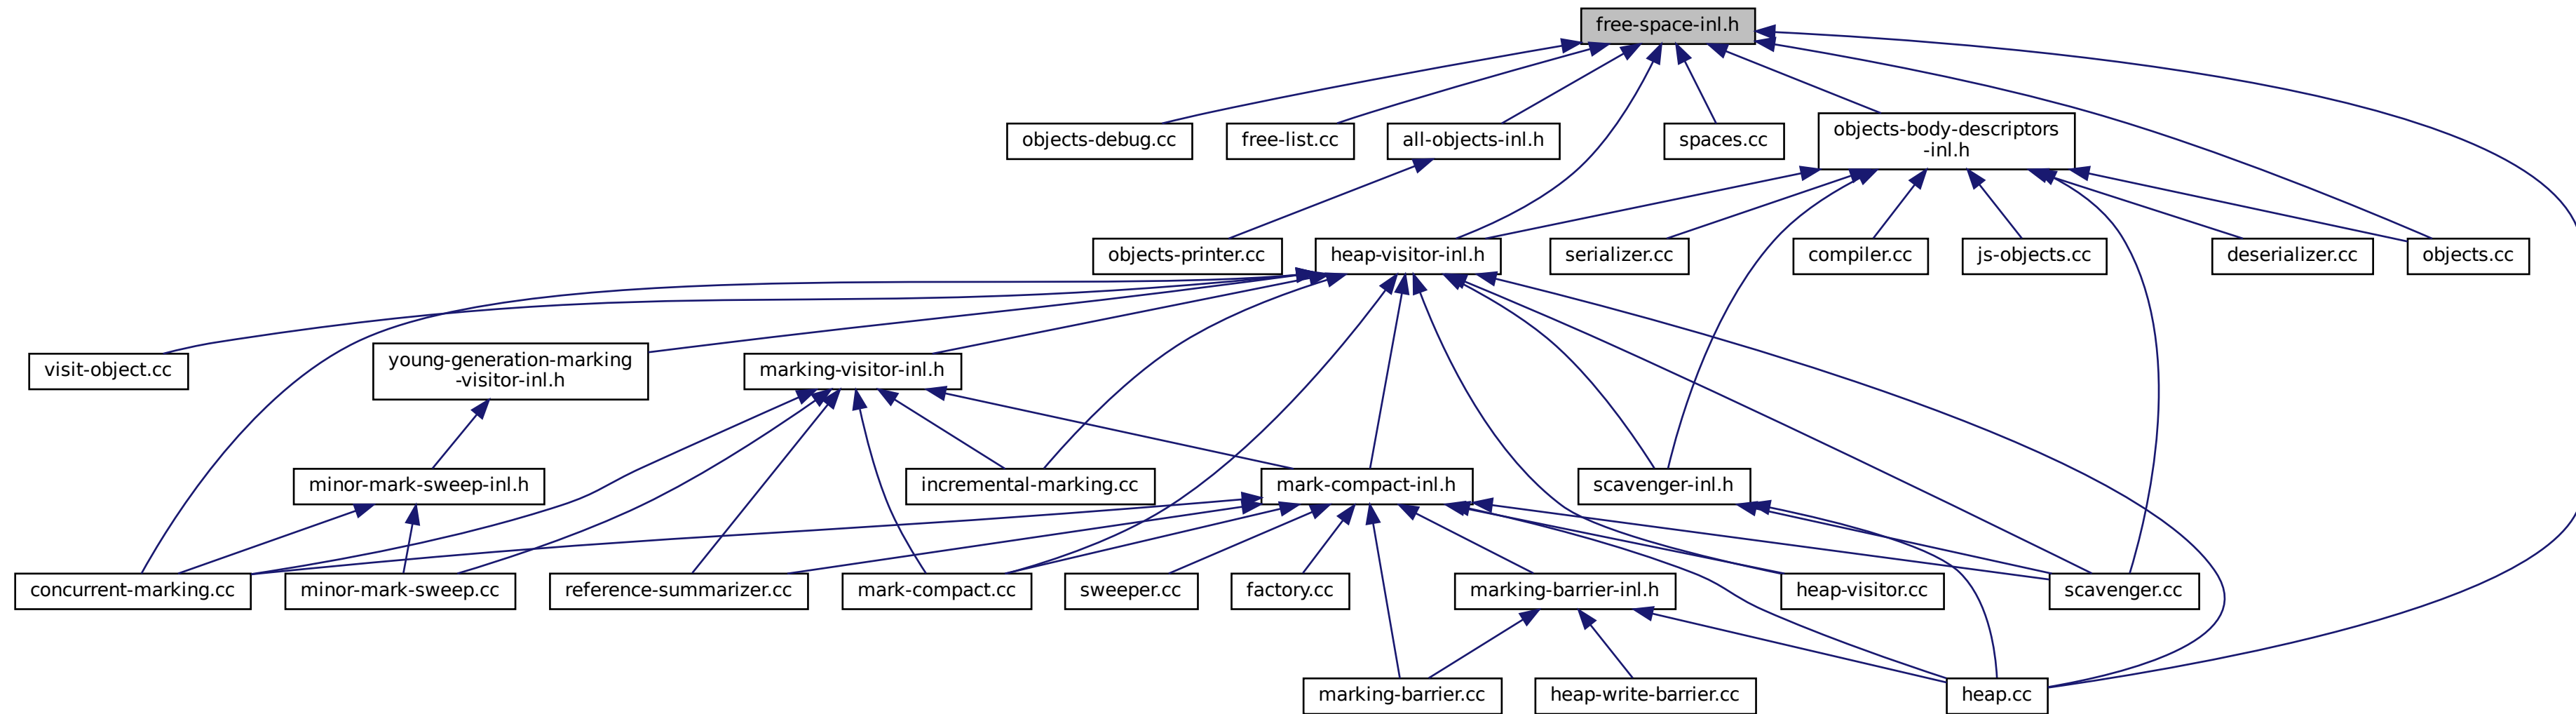 free-space-inl.h
objects-debug.cc
free-list.cc
all-objects-inl.h
spaces.cc
objects-body-descriptors
-inl.h
objects-printer.cc
heap-visitor-inl.h
serializer.cc
compiler.cc
js-objects.cc
deserializer.cc
objects.cc
visit-object.cc
young-generation-marking
-visitor-inl.h
marking-visitor-inl.h
minor-mark-sweep-inl.h
incremental-marking.cc
mark-compact-inl.h
scavenger-inl.h
concurrent-marking.cc
minor-mark-sweep.cc
reference-summarizer.cc
mark-compact.cc
sweeper.cc
factory.cc
marking-barrier-inl.h
heap-visitor.cc
scavenger.cc
marking-barrier.cc
heap-write-barrier.cc
heap.cc